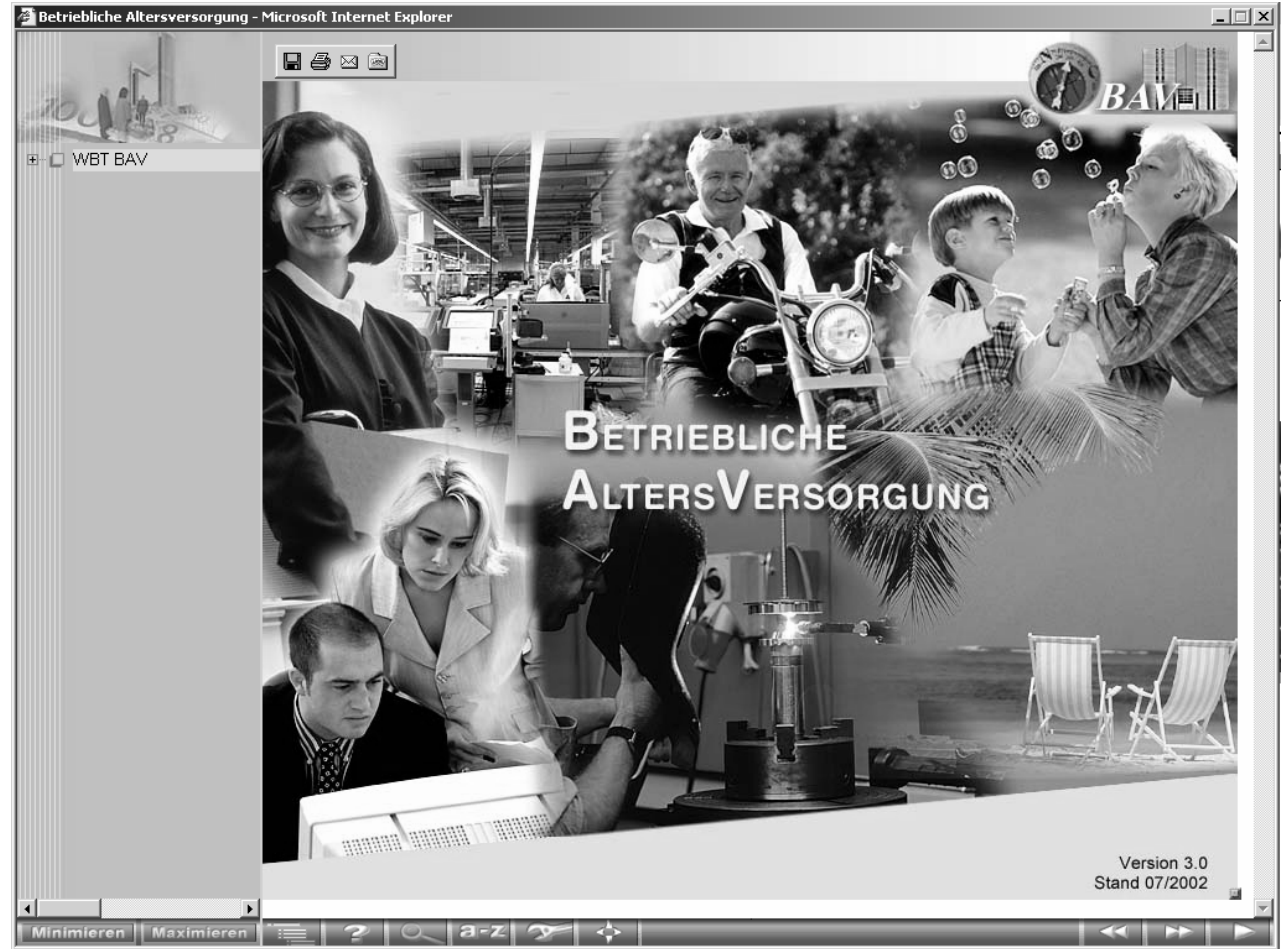 Betriebliche Altersversorgung - Microsoft Internet Explorer
BAV
WBT BAV
BETRIEBLICHE
ALTERSVERSORGUNG
Version 3.0
Stand 07/2002
Minimieren Maximieren ? a-z